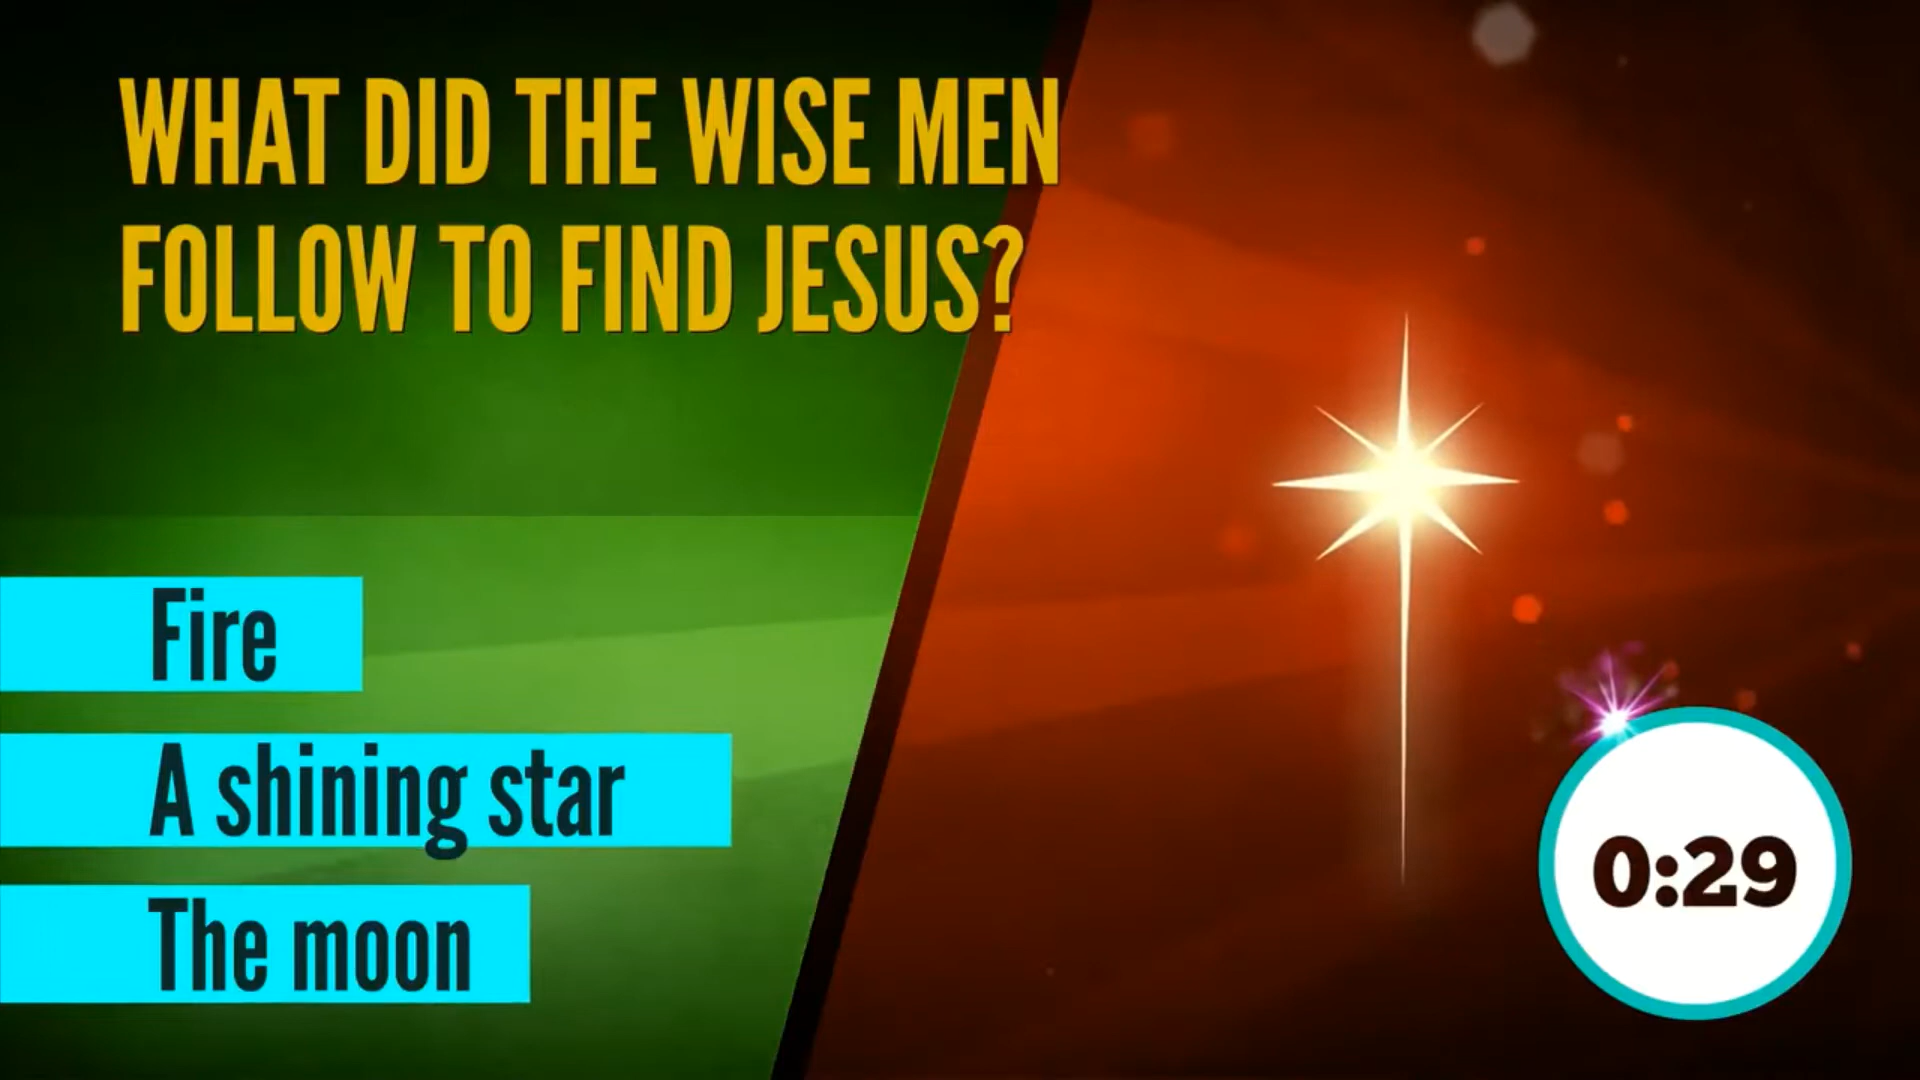 WHAT DID THE WISE MEN
FOLLOW TO FIND JESUS?
Fire
A shining star
The moon
0:29